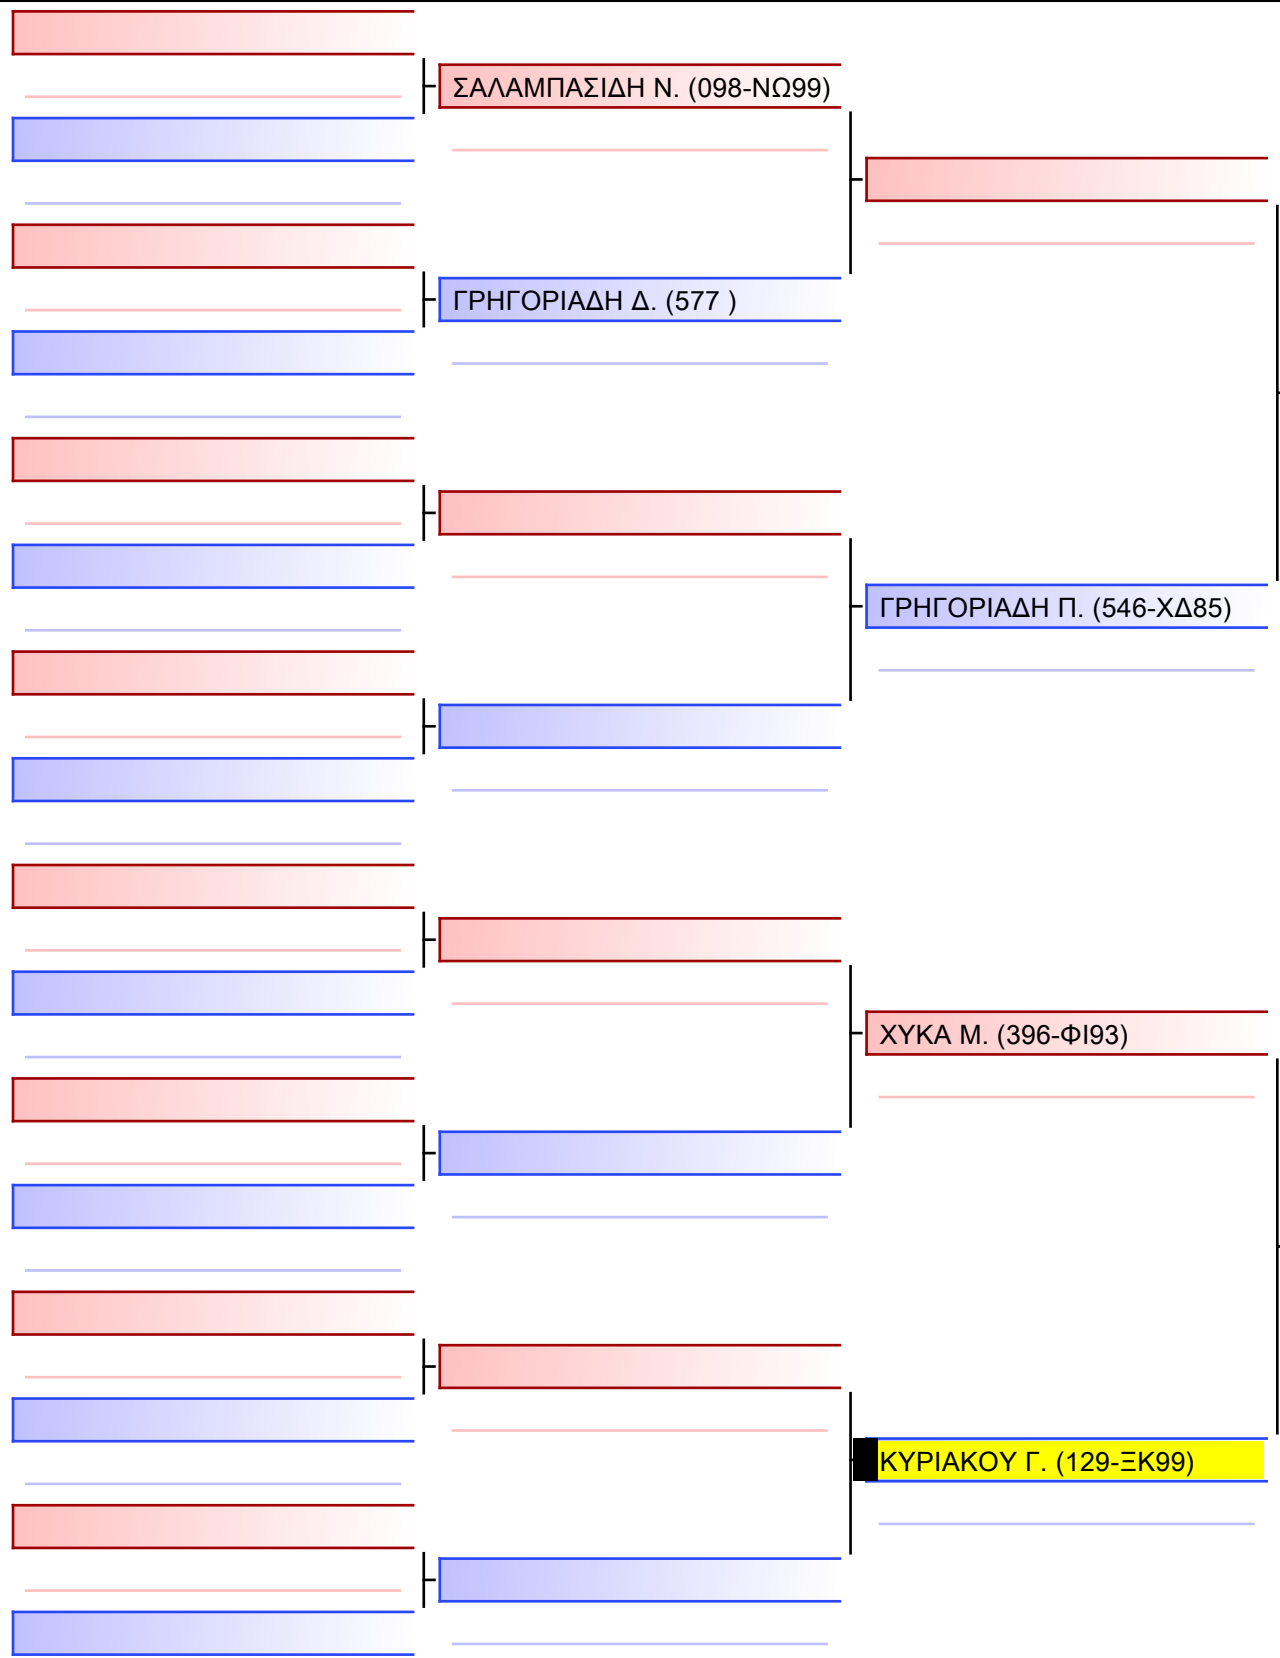 ΣΑΛΑΜΠΑΣΙΔΗ Ν. (098-ΝΩ99)
ΓΡΗΓΟΡΙΑΔΗ Δ. (577 )
ΓΡΗΓΟΡΙΑΔΗ Π. (546-ΧΔ85)
ΧΥΚΑ Μ. (396-ΦΙ93)
ΚΥΡΙΑΚΟΥ Γ. (129-ΞΚ99)